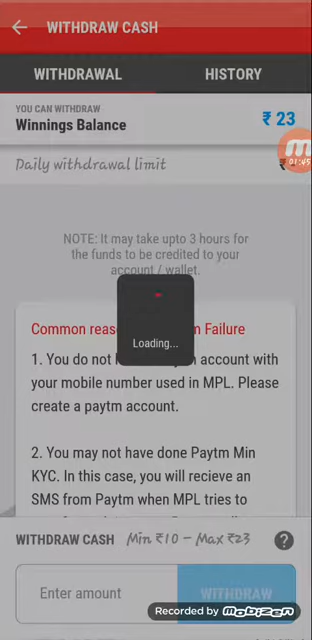 WITHDRAW CASH
WITHDRAWAL HISTORY
YOU CAN WITHDRAW
Winnings Balance
₹ 23
Daily withdrawal limit ₹
01:45
NOTE: It may take upto 3 hours for
the funds to be credited to your
account / wallet.
Common Failure
Loading...
1. You do not account with
your mobile number used in MPL. Please
create a paytm account.
2. You may not have done Paytm Min
KYC. In this case, you will recieve an
SMS from Paytm when MPL tries to
WITHDRAW CASH Min ₹10 - Max ₹23 ?
Enter amount WITHDRAW
Recorded by Mobizen